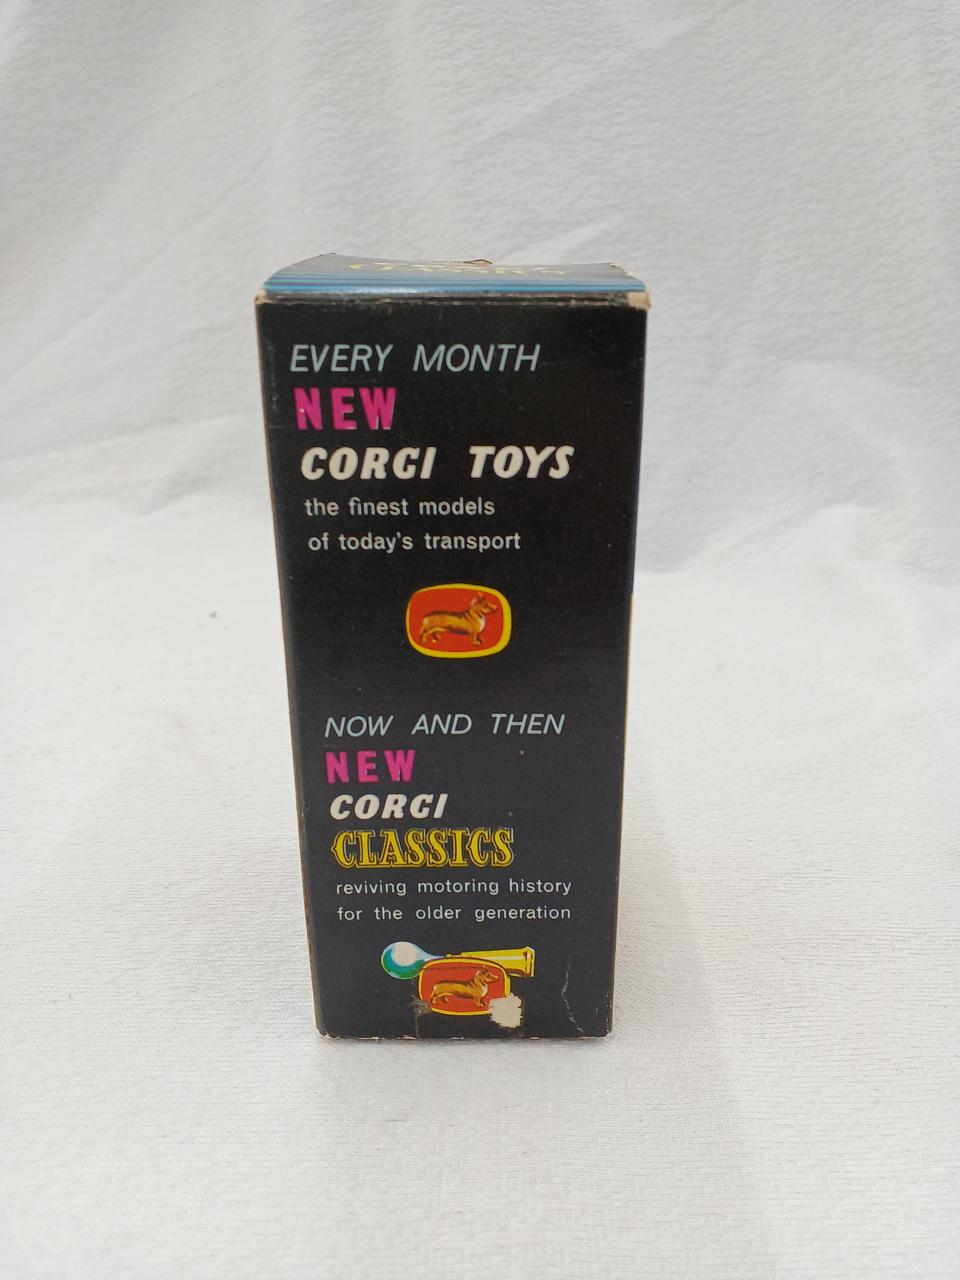 CLASSICS
EVERY MONTH
NEW
CORGI TOYS
the finest models
of today's transport
NOW AND THEN
NEW
CORGI
CLASSICS
reviving motoring history
for the older generation